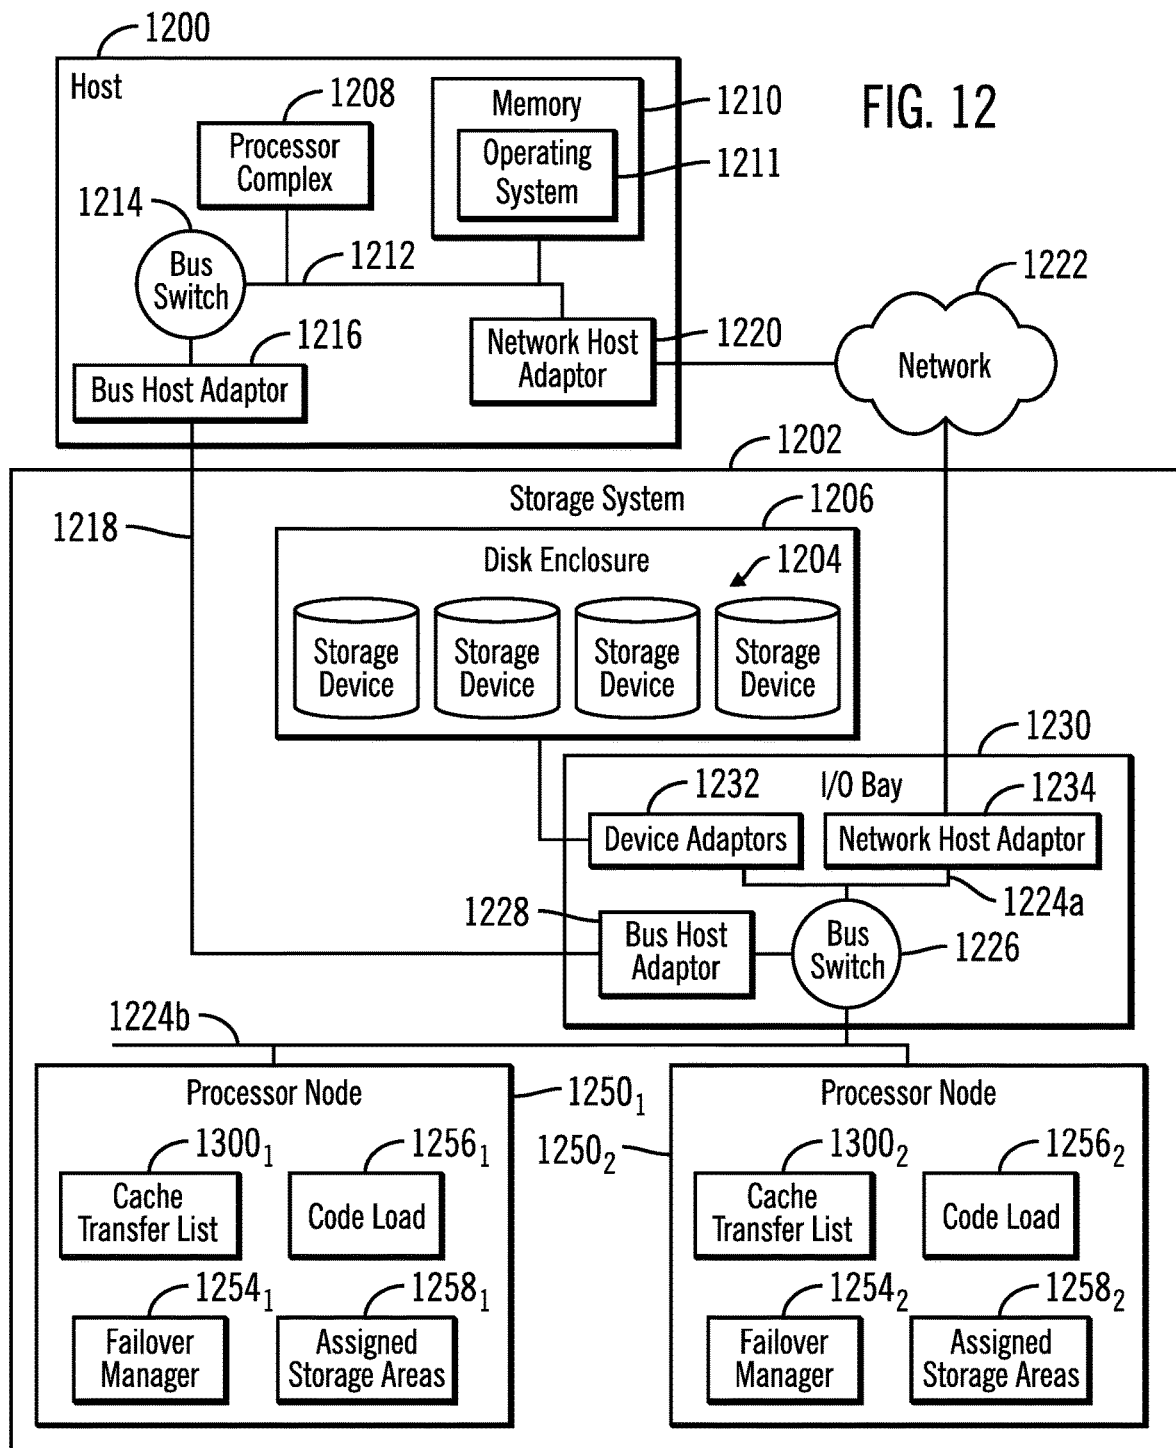 1200
Host
1208
Processor
Complex
Memory
1210
Operating
System
1211
FIG. 12
1214
Bus
Switch
1212
1216
Bus Host Adaptor
Network Host
Adaptor
1220
1222
Network
1202
Storage System
1218
1206
Disk Enclosure
1204
Storage
Device
Storage
Device
Storage
Device
Storage
Device
1230
I/O Bay
1232
Device Adaptors
1234
Network Host Adaptor
1224a
1228
Bus Host
Adaptor
Bus
Switch
1226
1224b
Processor Node
1250₁
1300₁
Cache
Transfer List
1256₁
Code Load
1254₁
Failover
Manager
1258₁
Assigned
Storage Areas
Processor Node
1250₂
1300₂
Cache
Transfer List
1256₂
Code Load
1254₂
Failover
Manager
1258₂
Assigned
Storage Areas